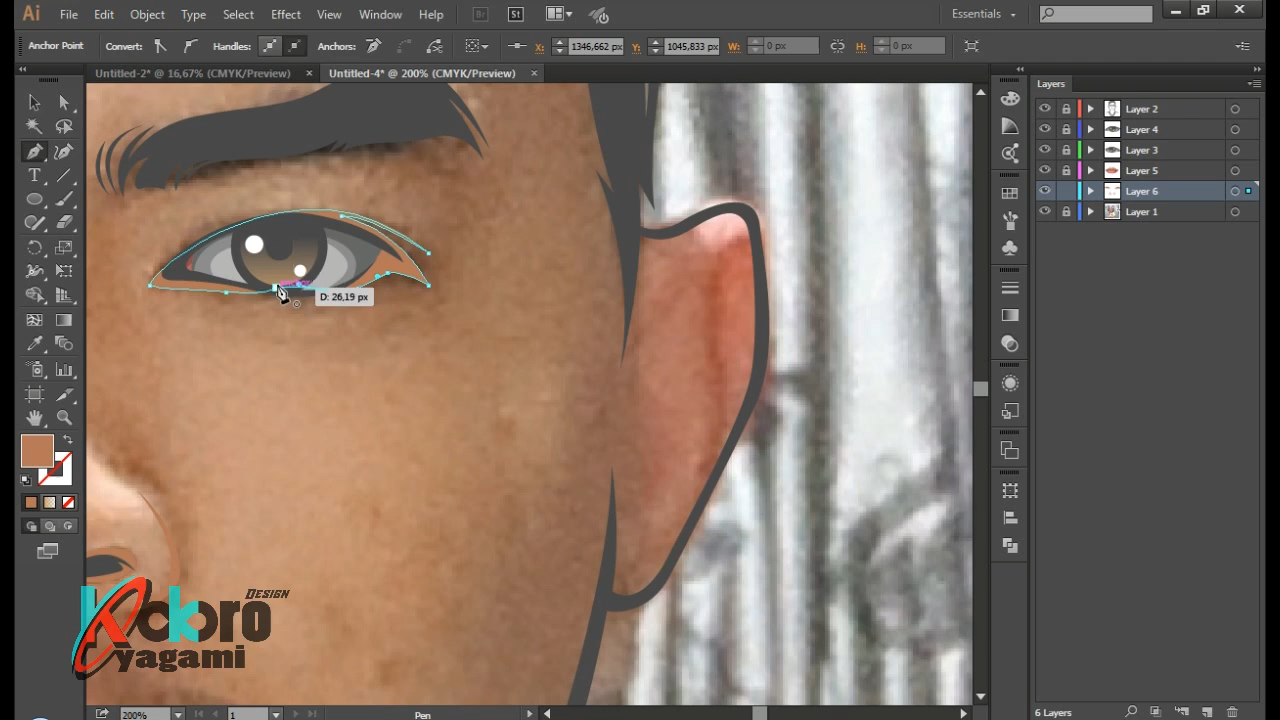 Ai File Edit Object Type Select Effect View Window Help Br St Essentials
Anchor Point Convert: Handles: Anchors: X: 1346,662 px Y: 1045,833 px W: 0 px H: 0 px
Untitled-2* @ 16,67% (CMYK/Preview) × Untitled-4* @ 200% (CMYK/Preview) ×
Layers
Layer 2
Layer 4
Layer 3
Layer 5
Layer 6
Layer 1
D: 26,19 px
Design
Kokoro
yagami
200% 1 Pen
6 Layers